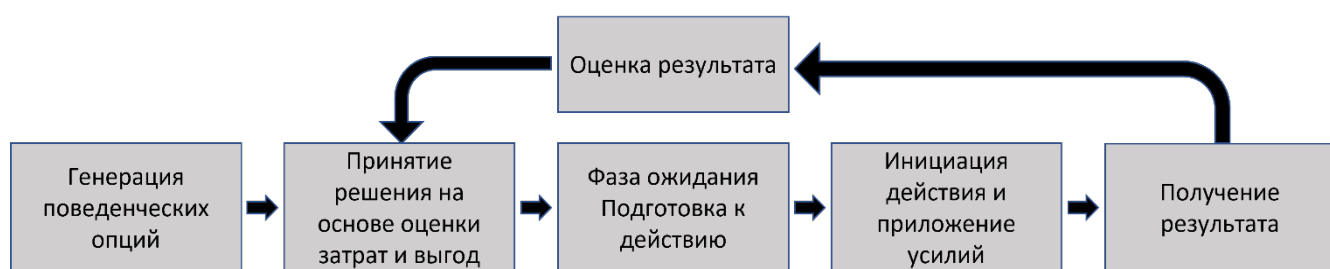 Оценка результата
Генерация
поведенческих
опций
Принятие
решения на
основе оценки
затрат и выгод
Фаза ожидания
Подготовка к
действию
Инициация
действия и
приложение
усилий
Получение
результата